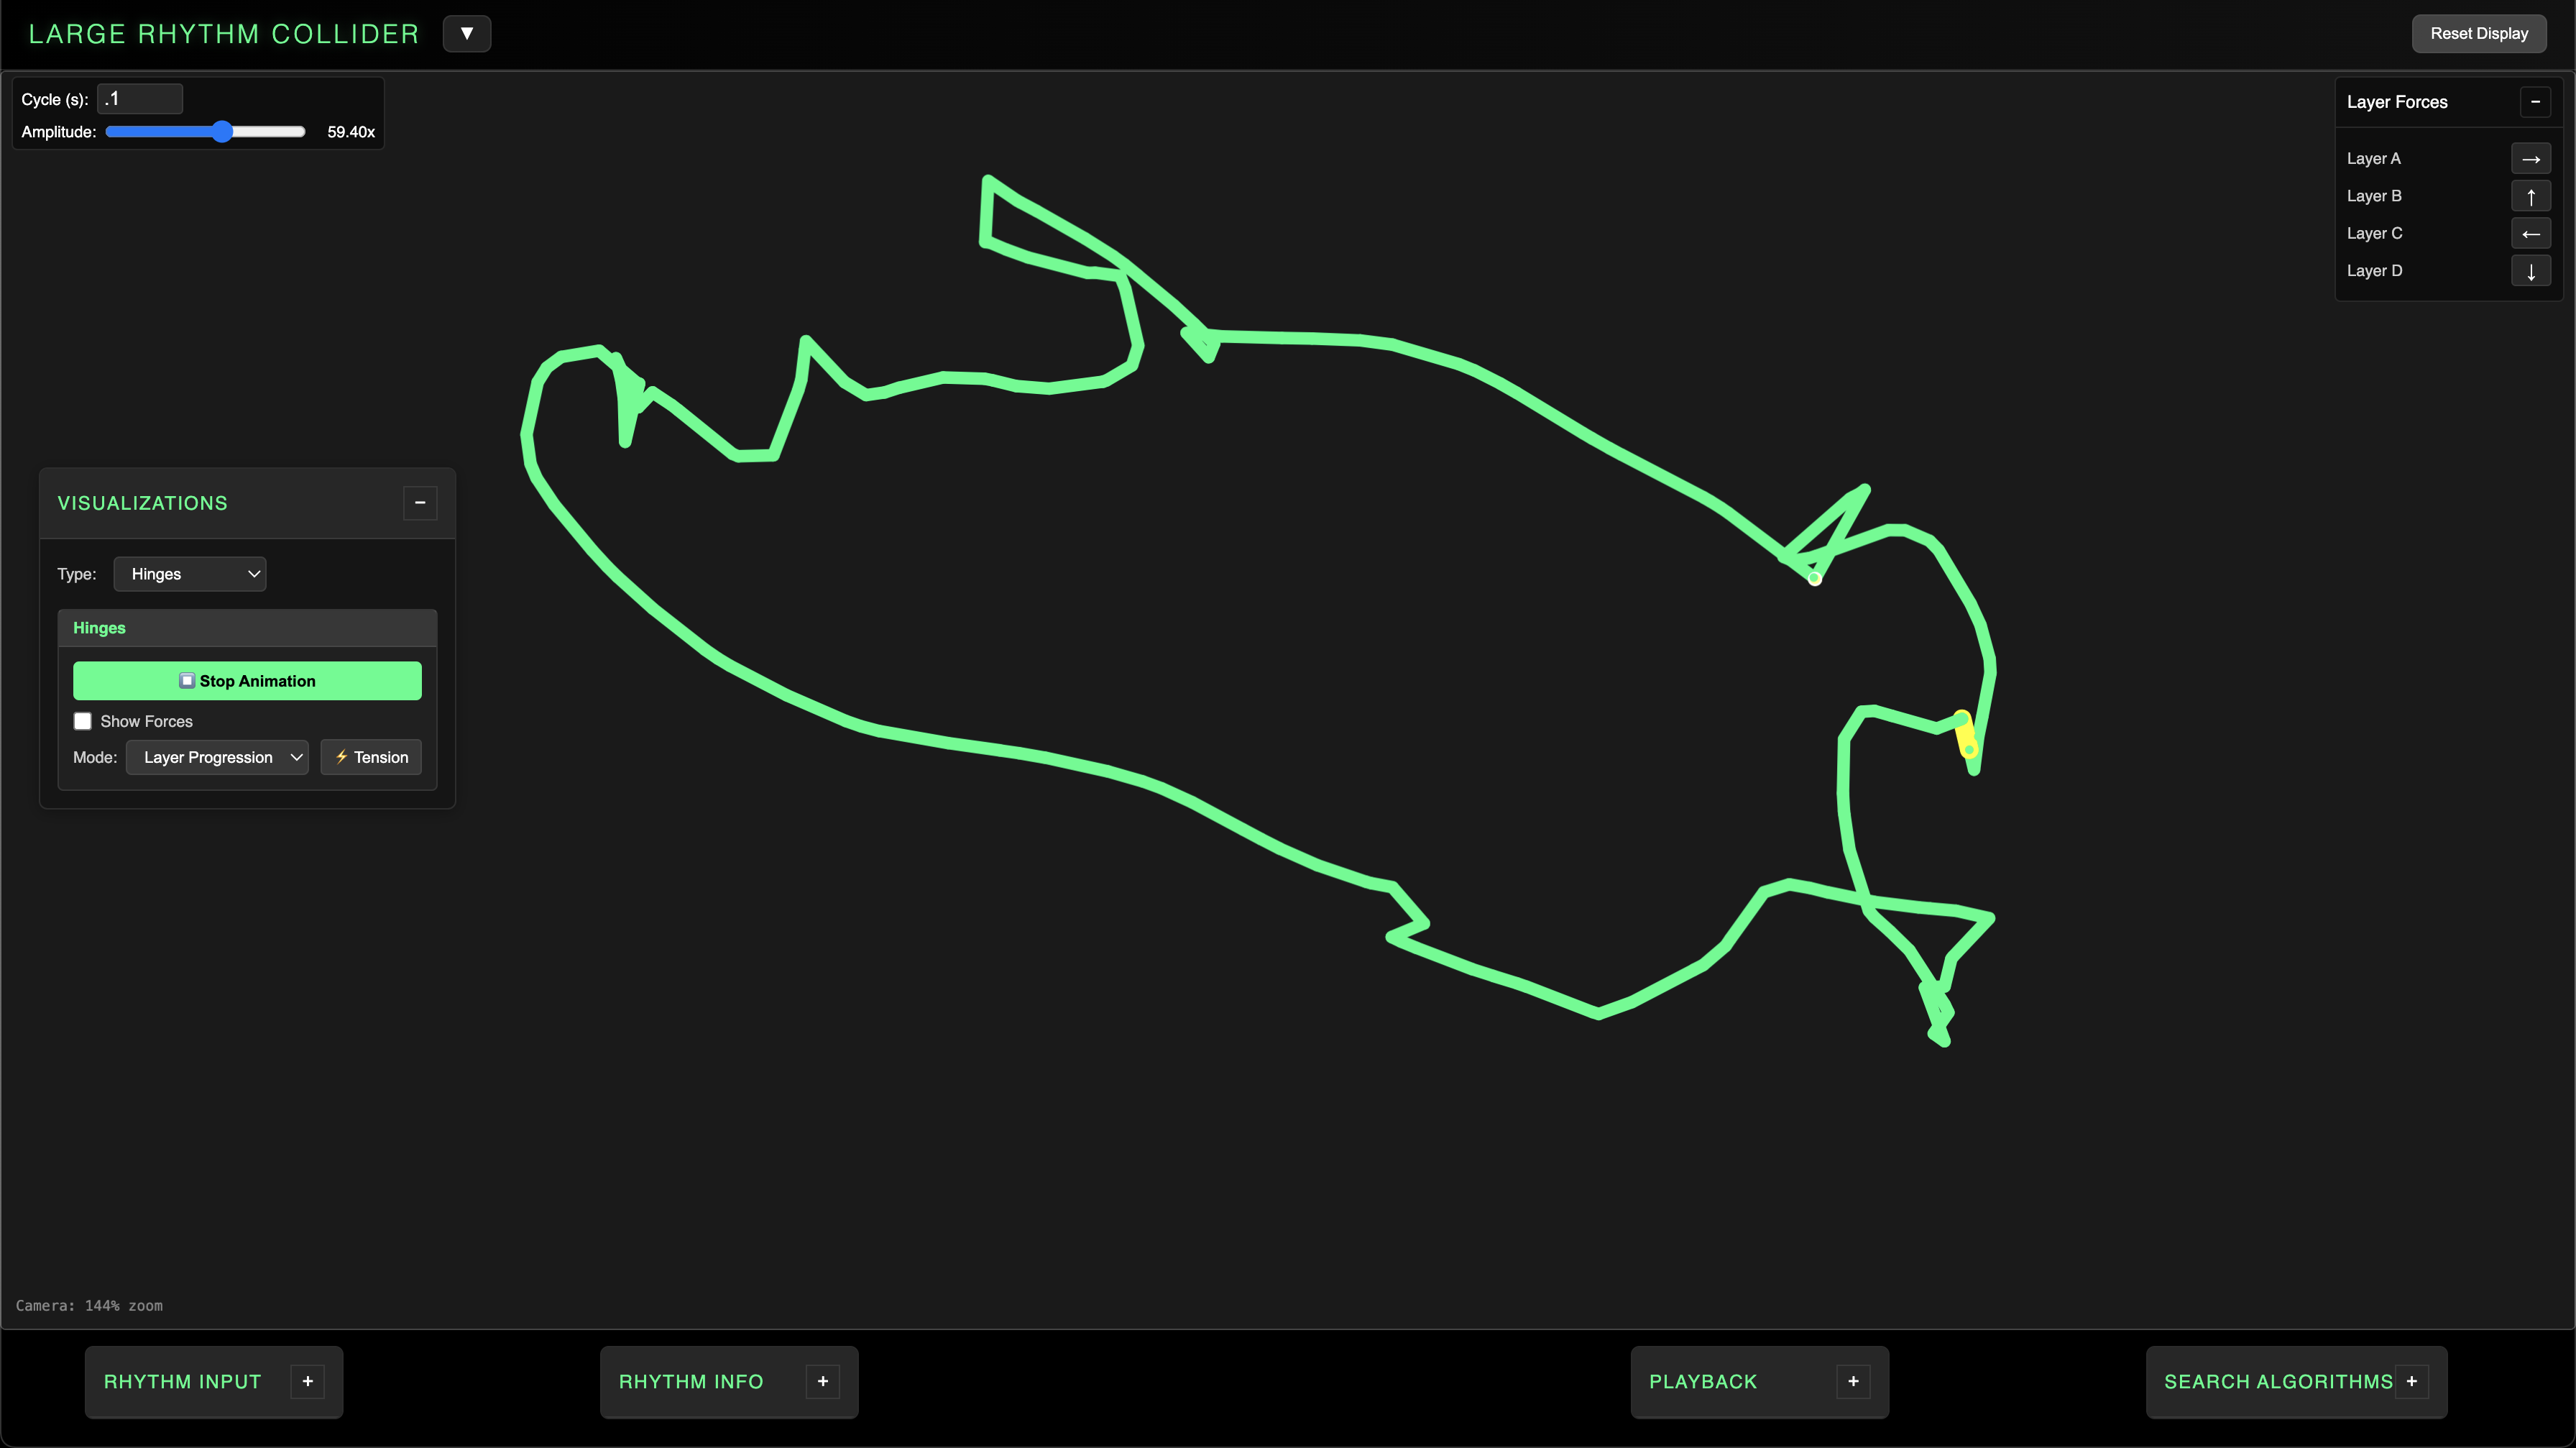 LARGE RHYTHM COLLIDER ▼
Reset Display
Cycle (s): .1
Amplitude: 59.40x
Layer Forces −
Layer A →
Layer B ↑
Layer C ←
Layer D ↓
VISUALIZATIONS −
Type: Hinges
Hinges
Stop Animation
Show Forces
Mode: Layer Progression ⚡ Tension
Camera: 144% zoom
RHYTHM INPUT +
RHYTHM INFO +
PLAYBACK +
SEARCH ALGORITHMS +